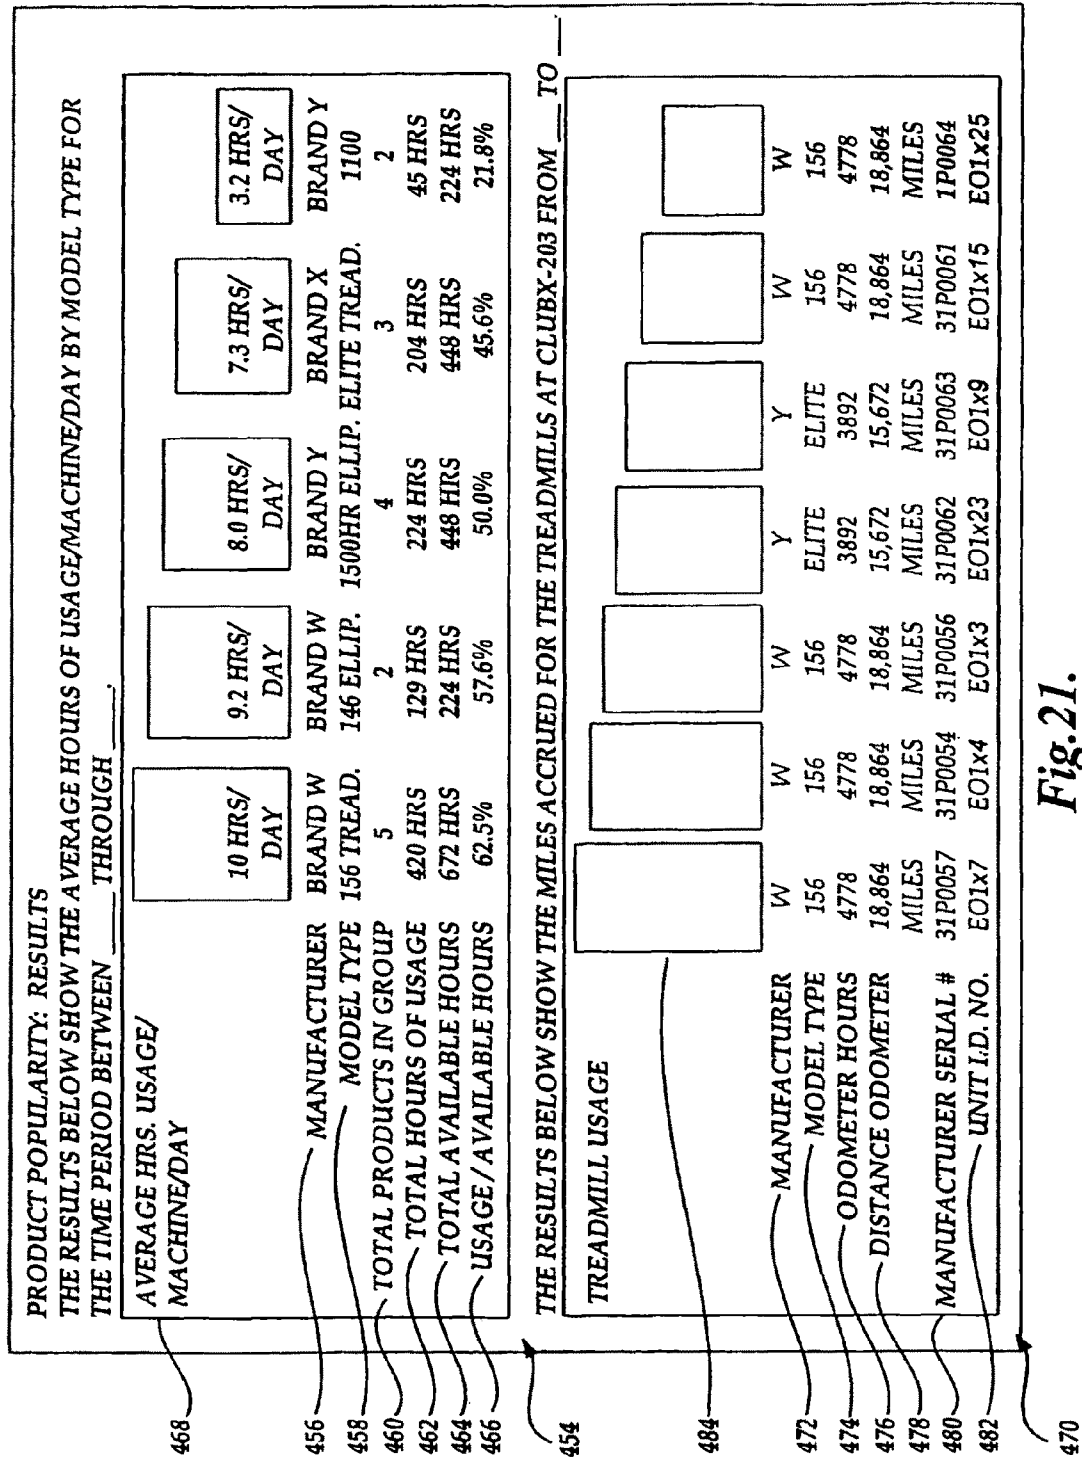 PRODUCT POPULARITY: RESULTS
THE RESULTS BELOW SHOW THE AVERAGE HOURS OF USAGE/MACHINE/DAY BY MODEL TYPE FOR
THE TIME PERIOD BETWEEN ___ THROUGH ___.
468
AVERAGE HRS. USAGE/
MACHINE/DAY
10 HRS/ 9.2 HRS/ 8.0 HRS/ 7.3 HRS/ 3.2 HRS/
DAY DAY DAY DAY DAY
456 MANUFACTURER BRAND W BRAND W BRAND Y BRAND X BRAND Y
458 MODEL TYPE 156 TREAD. 146 ELLIP. 1500HR ELLIP. ELITE TREAD. 1100
460 TOTAL PRODUCTS IN GROUP 5 2 4 3 2
462 TOTAL HOURS OF USAGE 420 HRS 129 HRS 224 HRS 204 HRS 45 HRS
464 TOTAL AVAILABLE HOURS 672 HRS 224 HRS 448 HRS 448 HRS 224 HRS
466 USAGE / AVAILABLE HOURS 62.5% 57.6% 50.0% 45.6% 21.8%
454
THE RESULTS BELOW SHOW THE MILES ACCRUED FOR THE TREADMILLS AT CLUBX-203 FROM ___ TO ___
TREADMILL USAGE
484
472 MANUFACTURER W W W Y Y W W
474 MODEL TYPE 156 156 156 ELITE ELITE 156 156
476 ODOMETER HOURS 4778 4778 4778 3892 3892 4778 4778
478 DISTANCE ODOMETER 18,864 18,864 18,864 15,672 15,672 18,864 18,864
MILES MILES MILES MILES MILES MILES MILES
480 MANUFACTURER SERIAL # 31P0057 31P0054 31P0056 31P0062 31P0063 31P0061 1P0064
482 UNIT I.D. NO. EO1x7 EO1x4 EO1x3 EO1x23 EO1x9 EO1x15 EO1x25
470
Fig.21.